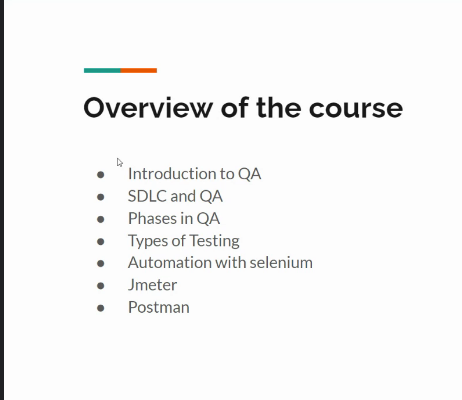 Overview of the course
● Introduction to QA
● SDLC and QA
● Phases in QA
● Types of Testing
● Automation with selenium
● Jmeter
● Postman